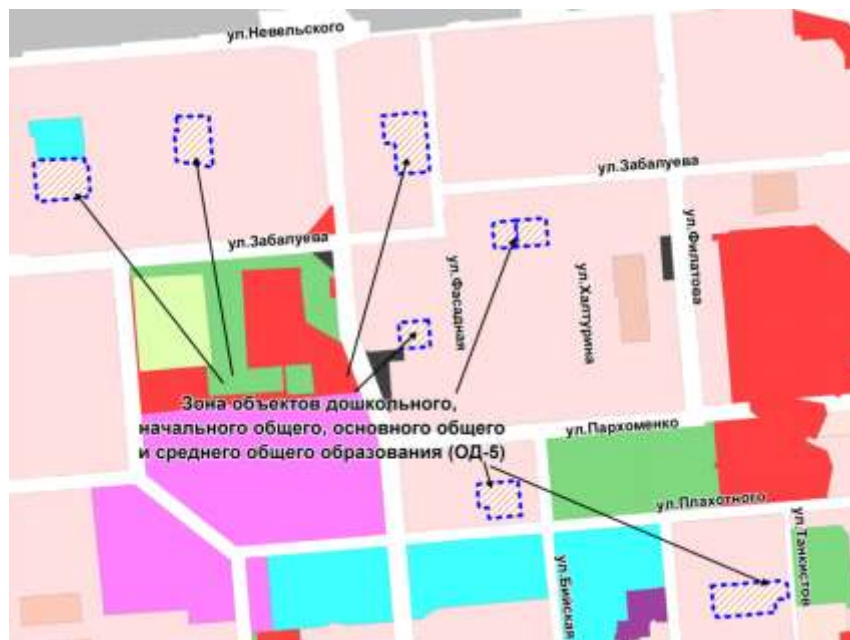 ул.Невельского
ул.Забалуева
ул.Забалуева
ул.Филатова
ул.Фасадная
ул.Халтурина
Зона объектов дошкольного,
начального общего, основного общего
и среднего общего образования (ОД-5)
ул.Пархоменко
ул.Плахотного
ул.Танкистов
ул.Бийская